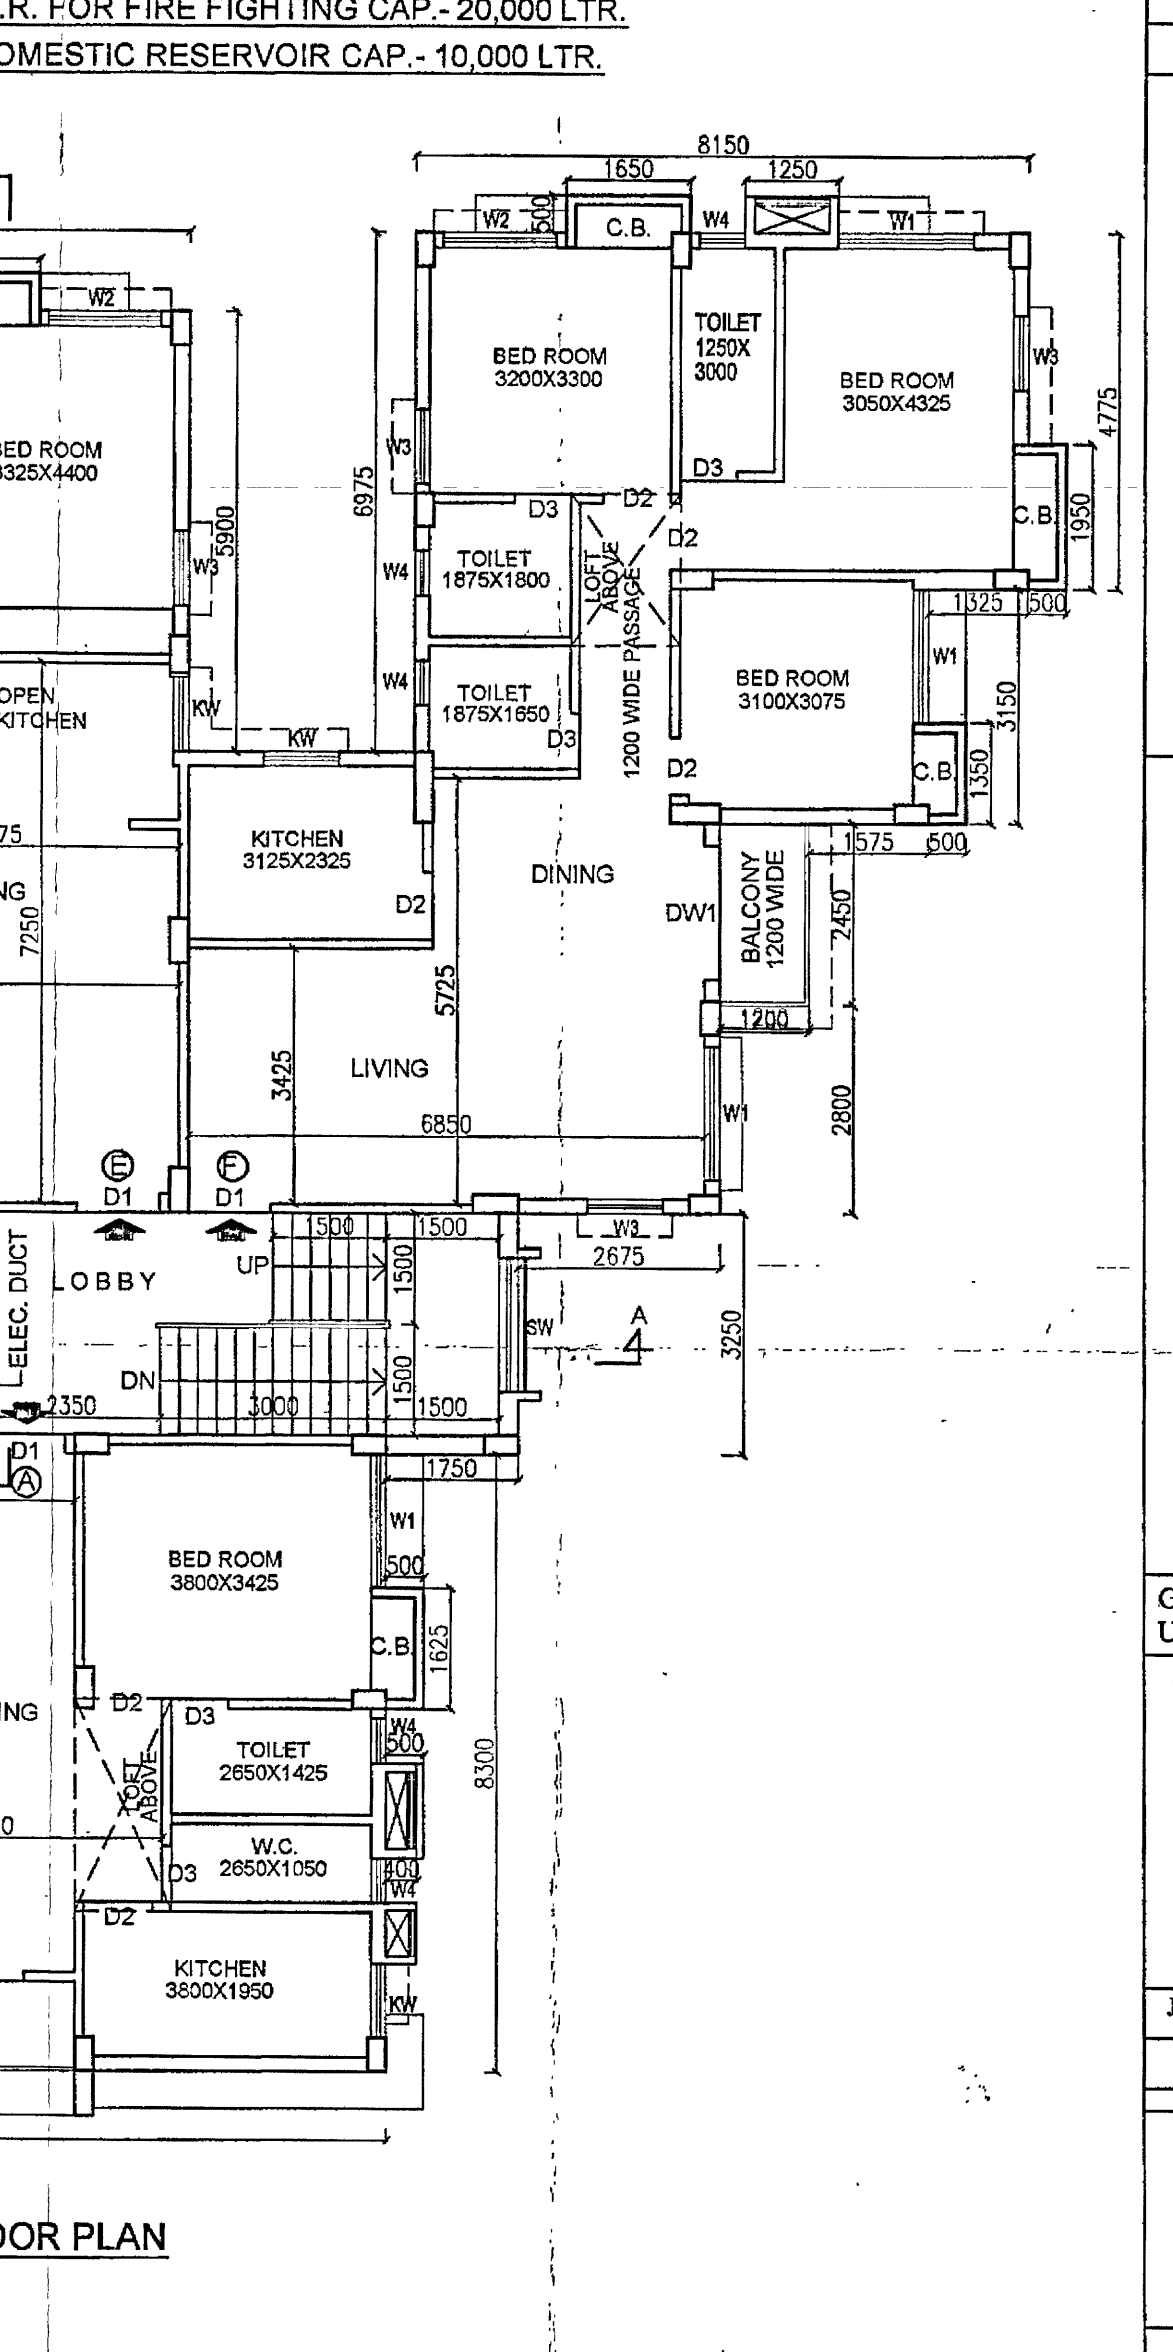 .R. FOR FIRE FIGHTING CAP.- 20,000 LTR.
OMESTIC RESERVOIR CAP.- 10,000 LTR.
8150
1650
1250
500
W2
C.B.
W4
W1
W2
BED ROOM
3200X3300
TOILET
1250X
3000
BED ROOM
3050X4325
W3
4775
BED ROOM
3325X4400
W3
6975
5900
W3
D3
D3
D2
D2
C.B.
1950
TOILET
1875X1800
W4
LOFT
ABOVE
1200 WIDE PASSAGE
1325
500
W1
3150
OPEN
KITCHEN
KW
KW
W4
TOILET
1875X1650
D3
BED ROOM
3100X3075
D2
C.B.
1350
75
KITCHEN
3125X2325
D2
DINING
DW1
BALCONY
1200 WIDE
1575
500
2450
NG
7250
5725
1200
3425
LIVING
6850
W1
2800
E
D1
F
D1
1500
1500
W3
2675
ELEC. DUCT
LOBBY
UP
1500
SW
A
3250
DN
1500
2350
3000
1500
D1
A
1750
W1
BED ROOM
3800X3425
500
C.B.
1625
ING
D2
D3
W4
500
TOILET
2650X1425
LOFT
ABOVE
8300
0
W.C.
2650X1050
D3
400
W4
D2
KITCHEN
3800X1950
KW
OOR PLAN
G
U